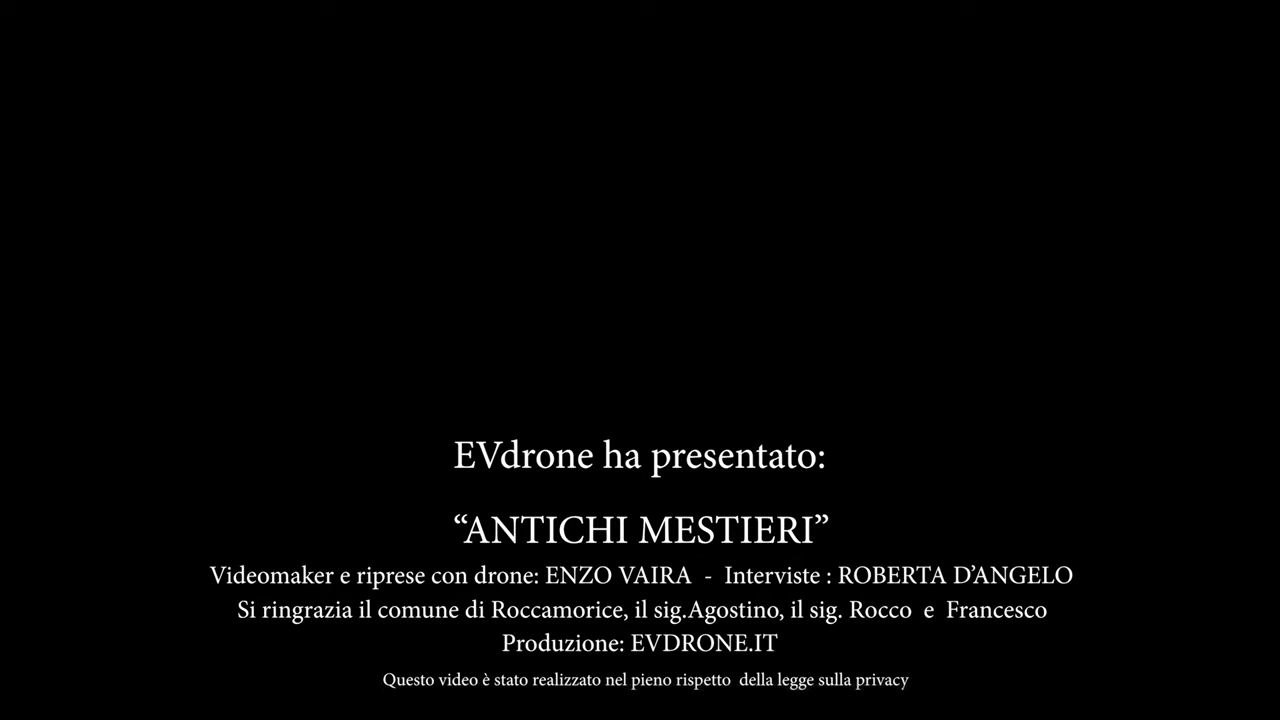 EVdrone ha presentato:
“ANTICHI MESTIERI”
Videomaker e riprese con drone: ENZO VAIRA - Interviste : ROBERTA D’ANGELO
Si ringrazia il comune di Roccamorice, il sig.Agostino, il sig. Rocco e Francesco
Produzione: EVDRONE.IT
Questo video è stato realizzato nel pieno rispetto della legge sulla privacy